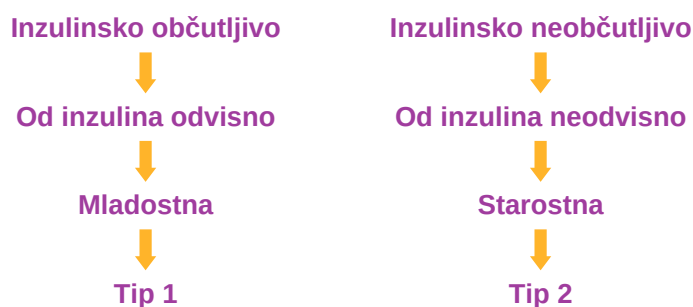 Inzulinsko občutljivo
Od inzulina odvisno
Mladostna
Tip 1
Inzulinsko neobčutljivo
Od inzulina neodvisno
Starostna
Tip 2